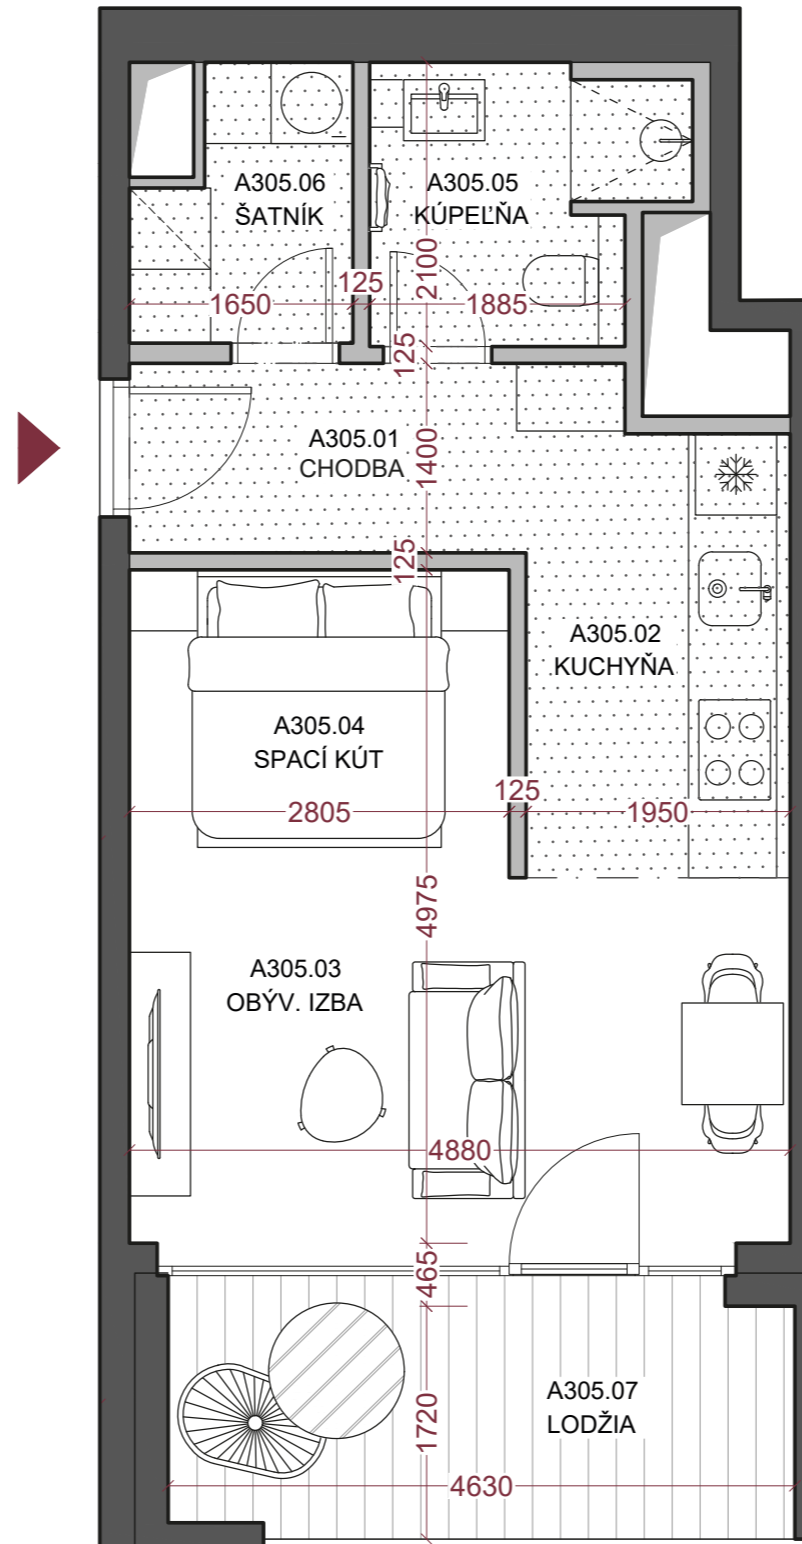 A305.06
ŠATNÍK
A305.05
KÚPEĽŇA
2100
125
1650
1885
125
A305.01
CHODBA
1400
125
A305.02
KUCHYŇA
A305.04
SPACÍ KÚT
125
2805
1950
4975
A305.03
OBÝV. IZBA
4880
465
A305.07
LODŽIA
1720
4630